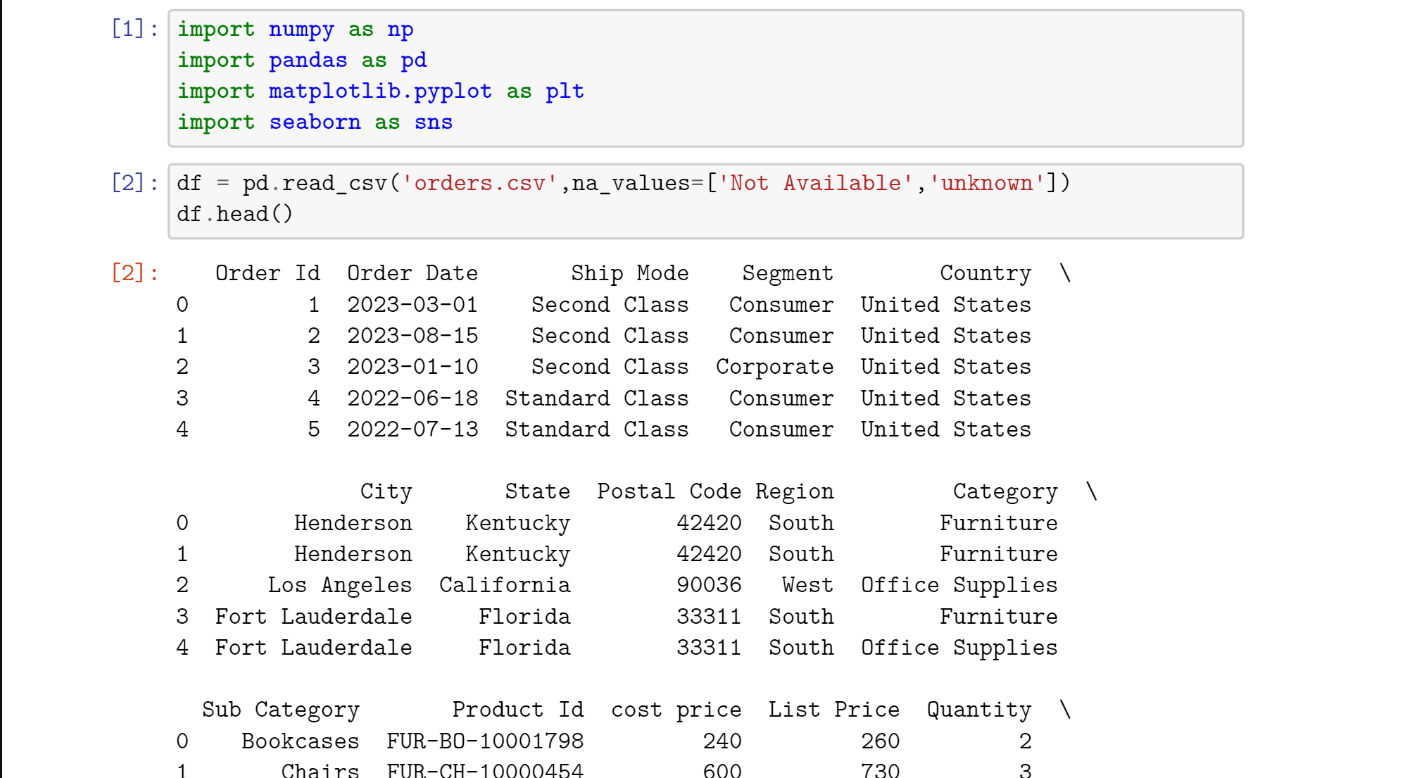 [1]: import numpy as np
import pandas as pd
import matplotlib.pyplot as plt
import seaborn as sns
[2]: df = pd.read_csv('orders.csv',na_values=['Not Available','unknown'])
df.head()
[2]: Order Id Order Date Ship Mode Segment Country \
0 1 2023-03-01 Second Class Consumer United States
1 2 2023-08-15 Second Class Consumer United States
2 3 2023-01-10 Second Class Corporate United States
3 4 2022-06-18 Standard Class Consumer United States
4 5 2022-07-13 Standard Class Consumer United States
City State Postal Code Region Category \
0 Henderson Kentucky 42420 South Furniture
1 Henderson Kentucky 42420 South Furniture
2 Los Angeles California 90036 West Office Supplies
3 Fort Lauderdale Florida 33311 South Furniture
4 Fort Lauderdale Florida 33311 South Office Supplies
Sub Category Product Id cost price List Price Quantity \
0 Bookcases FUR-BO-10001798 240 260 2
1 Chairs FUR-CH-10000454 600 730 3